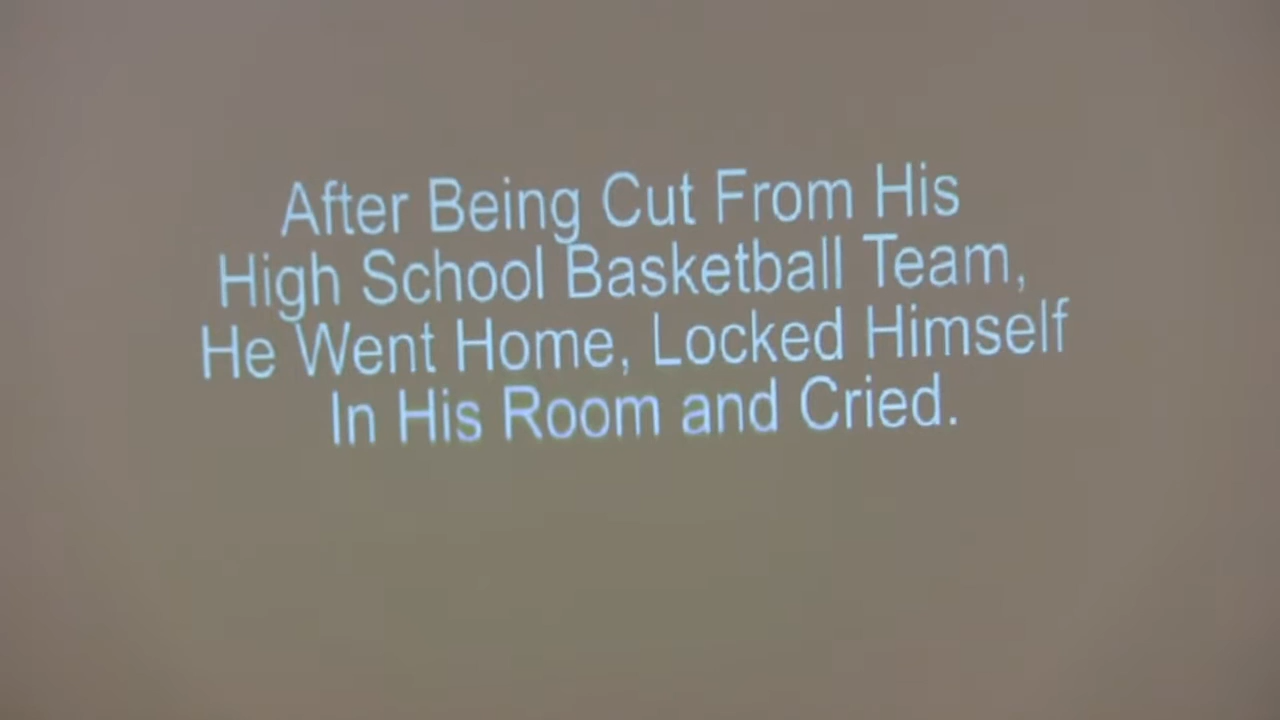 After Being Cut From His
High School Basketball Team,
He Went Home, Locked Himself
In His Room and Cried.